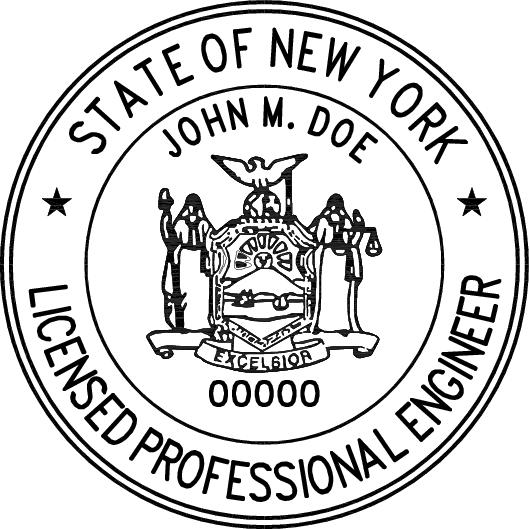 STATE OF NEW YORK
JOHN M. DOE
EXCELSIOR
00000
LICENSED PROFESSIONAL ENGINEER